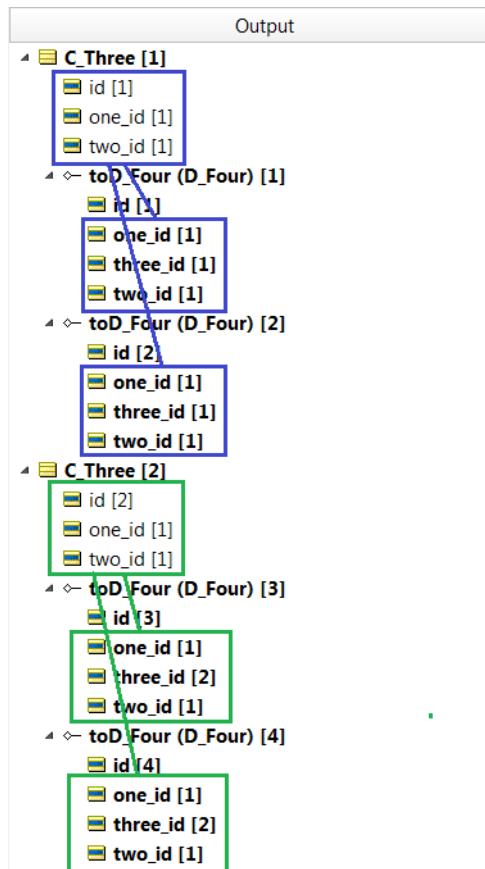 Output
C_Three [1]
id [1]
one_id [1]
two_id [1]
toD_Four (D_Four) [1]
id [1]
one_id [1]
three_id [1]
two_id [1]
toD_Four (D_Four) [2]
id [2]
one_id [1]
three_id [1]
two_id [1]
C_Three [2]
id [2]
one_id [1]
two_id [1]
toD_Four (D_Four) [3]
id [3]
one_id [1]
three_id [2]
two_id [1]
toD_Four (D_Four) [4]
id [4]
one_id [1]
three_id [2]
two_id [1]